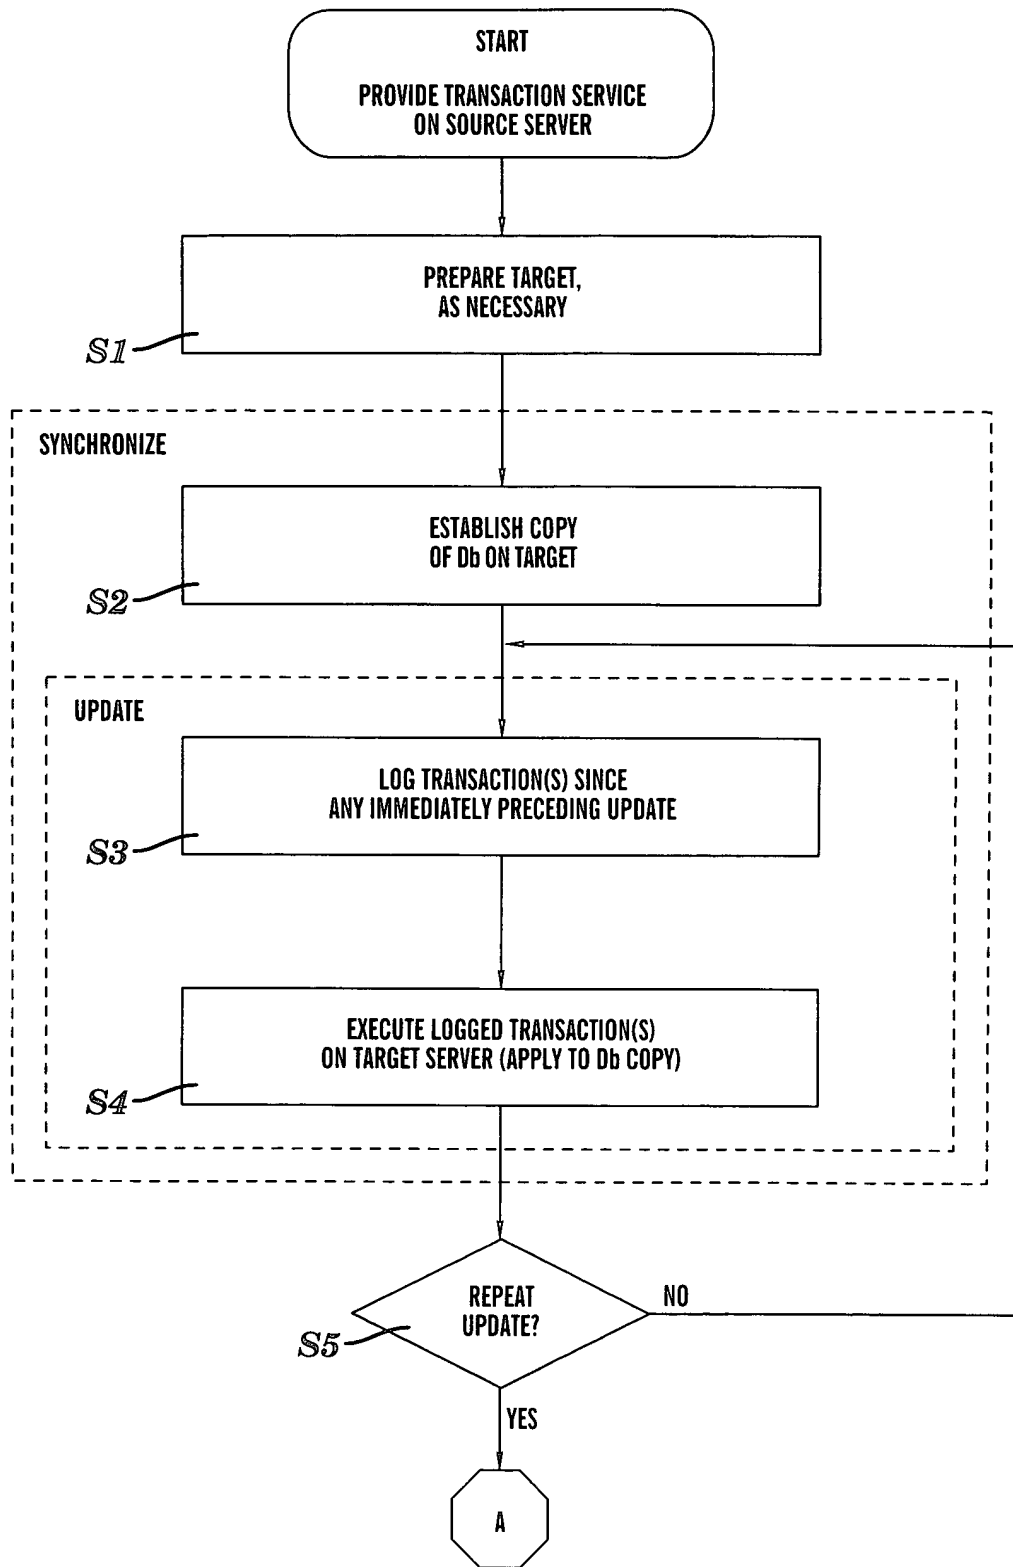 START
PROVIDE TRANSACTION SERVICE
ON SOURCE SERVER
PREPARE TARGET,
AS NECESSARY
S1
SYNCHRONIZE
ESTABLISH COPY
OF Db ON TARGET
S2
UPDATE
LOG TRANSACTION(S) SINCE
ANY IMMEDIATELY PRECEDING UPDATE
S3
EXECUTE LOGGED TRANSACTION(S)
ON TARGET SERVER (APPLY TO Db COPY)
S4
REPEAT
UPDATE?
NO
S5
YES
A